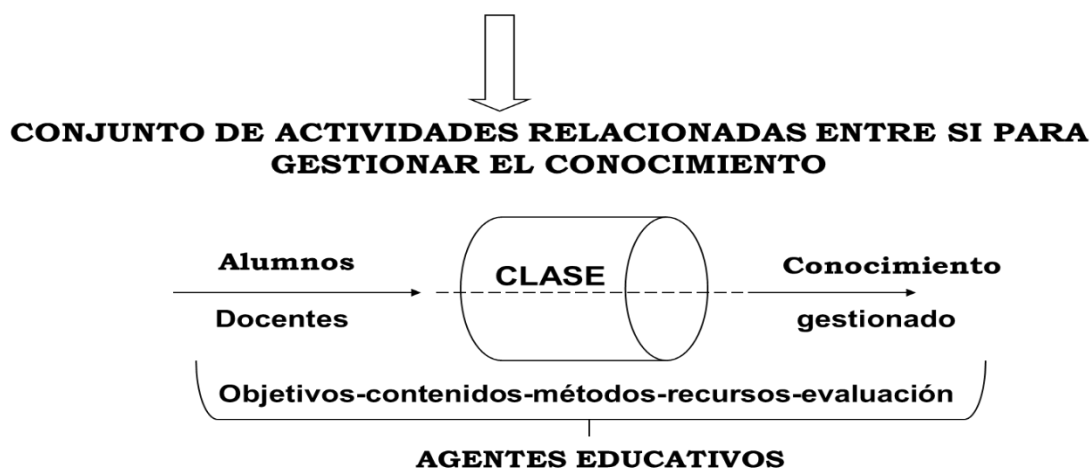 CONJUNTO DE ACTIVIDADES RELACIONADAS ENTRE SI PARA
GESTIONAR EL CONOCIMIENTO
Alumnos
Docentes
CLASE
Conocimiento
gestionado
Objetivos-contenidos-métodos-recursos-evaluación
AGENTES EDUCATIVOS